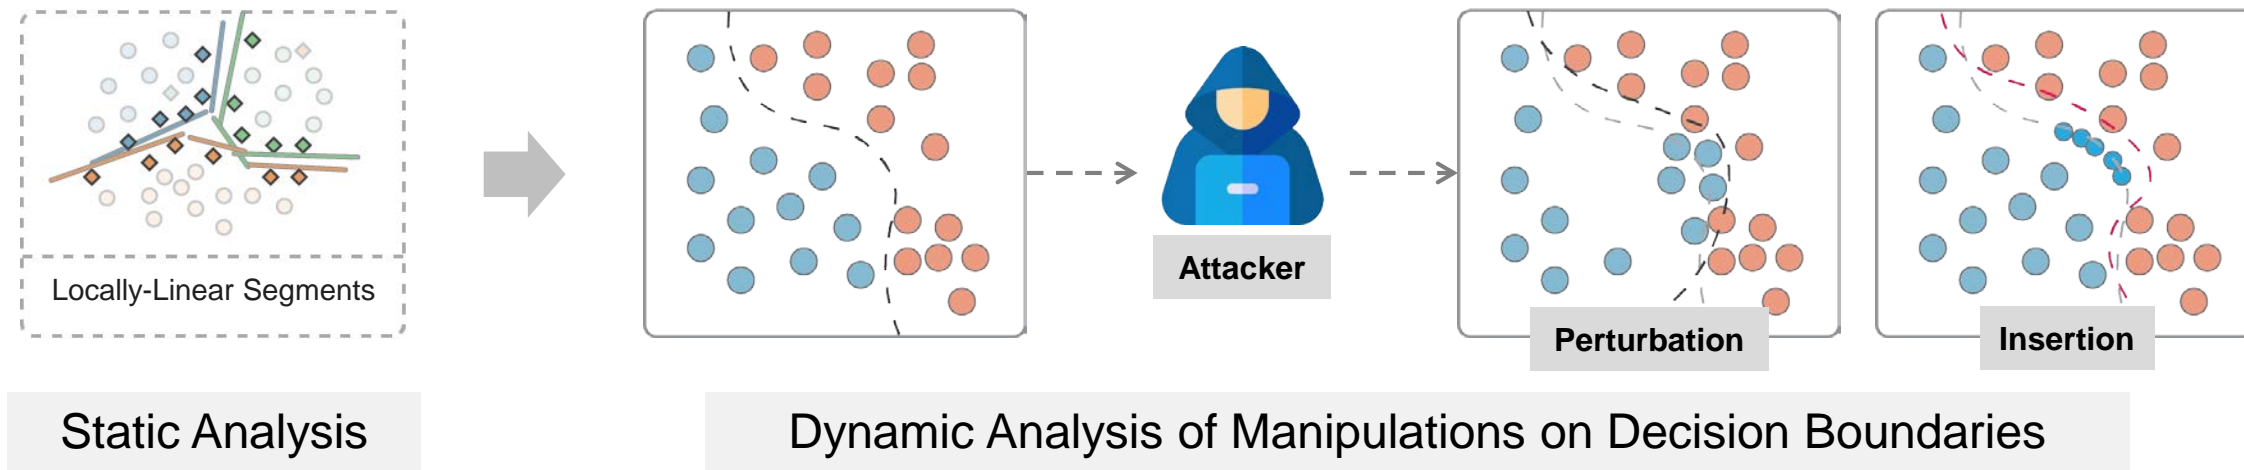 Locally-Linear Segments
Static Analysis
Attacker
Perturbation
Insertion
Dynamic Analysis of Manipulations on Decision Boundaries